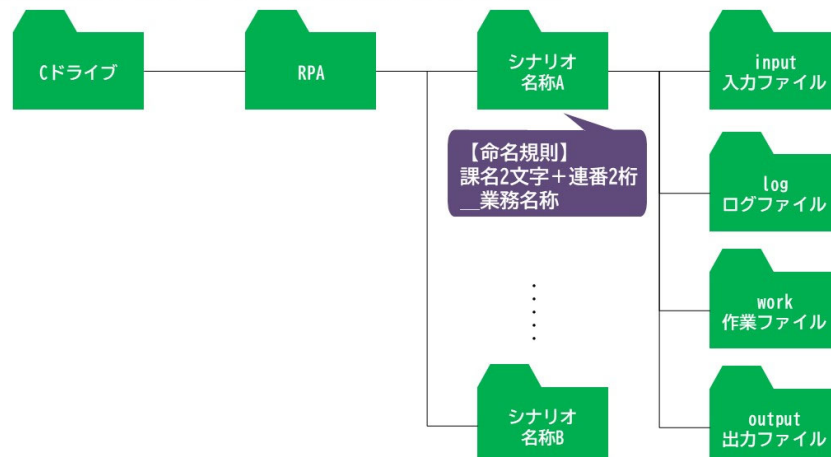 Cドライブ
RPA
シナリオ
名称A
input
入力ファイル
【命名規則】
課名2文字＋連番2桁
__業務名称
log
ログファイル
work
作業ファイル
シナリオ
名称B
output
出力ファイル